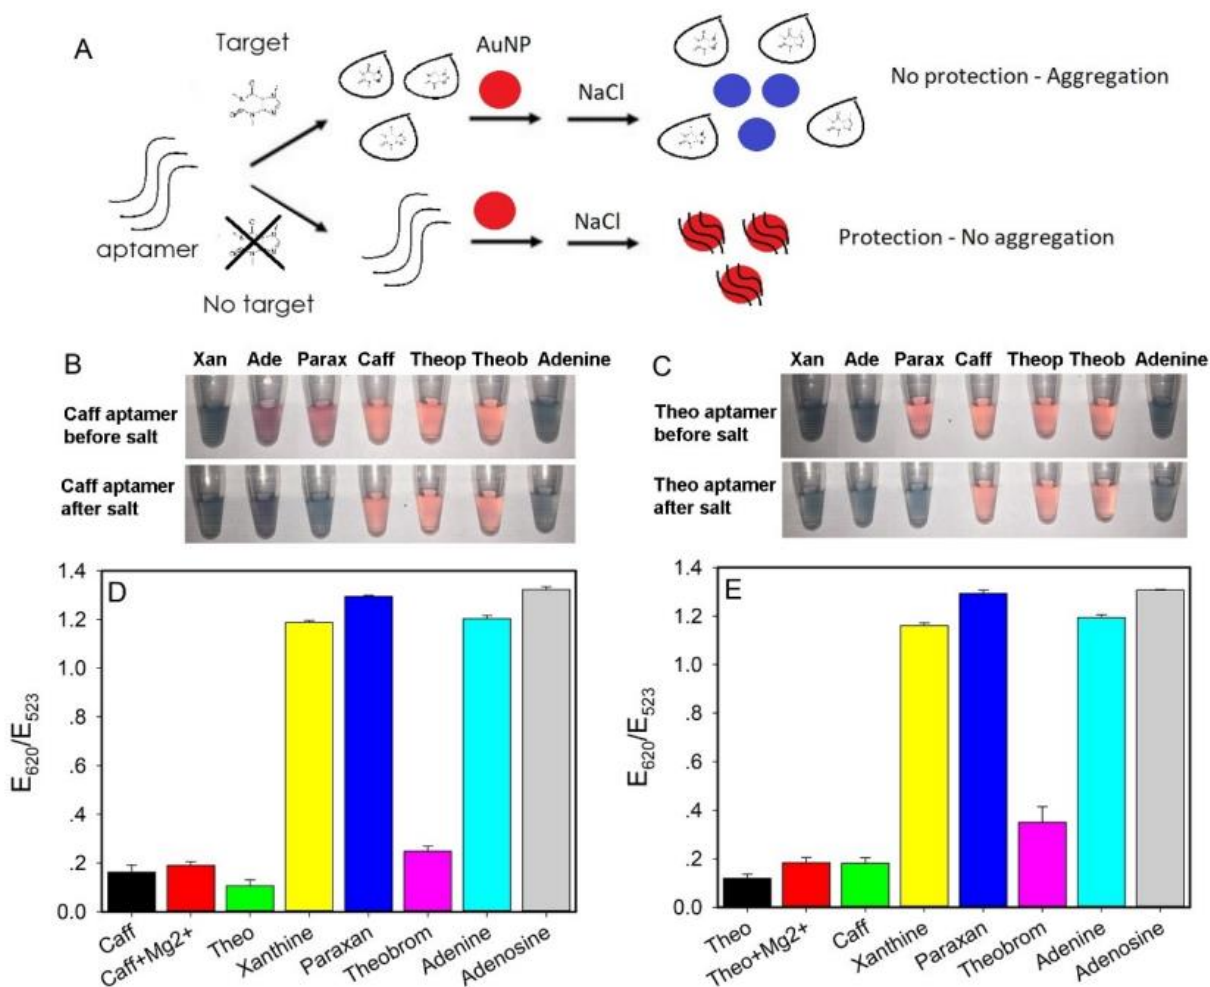 A
Target
AuNP
NaCl
No protection - Aggregation
aptamer
No target
NaCl
Protection - No aggregation
B
Xan Ade Parax Caff Theop Theob Adenine
Caff aptamer
before salt
Caff aptamer
after salt
C
Xan Ade Parax Caff Theop Theob Adenine
Theo aptamer
before salt
Theo aptamer
after salt
D
E620/E523
1.4
1.2
1.0
.8
.6
.4
.2
0.0
Caff
Caff+Mg2+
Theo
Xanthine
Paraxan
Theobrom
Adenine
Adenosine
E
E620/E523
1.4
1.2
1.0
.8
.6
.4
.2
0.0
Theo
Theo+Mg2+
Caff
Xanthine
Paraxan
Theobrom
Adenine
Adenosine